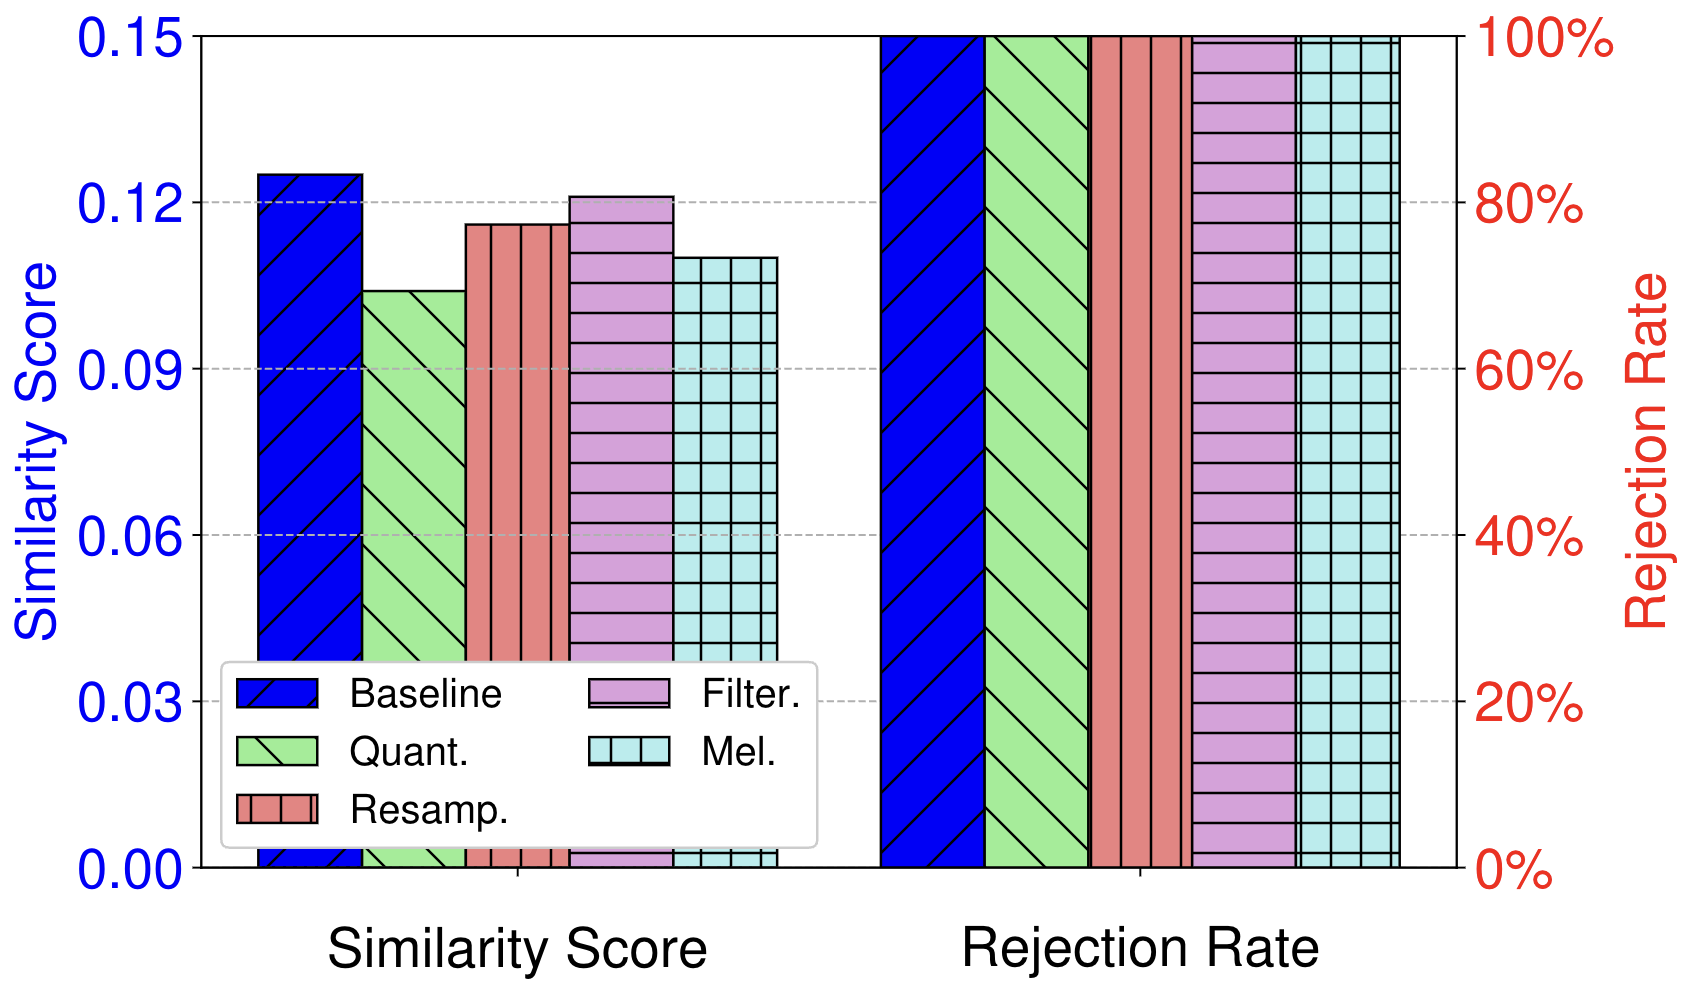 Similarity Score
0.15
0.12
0.09
0.06
0.03
0.00
Baseline
Quant.
Resamp.
Filter.
Mel.
100%
80%
60%
40%
20%
0%
Rejection Rate
Similarity Score
Rejection Rate